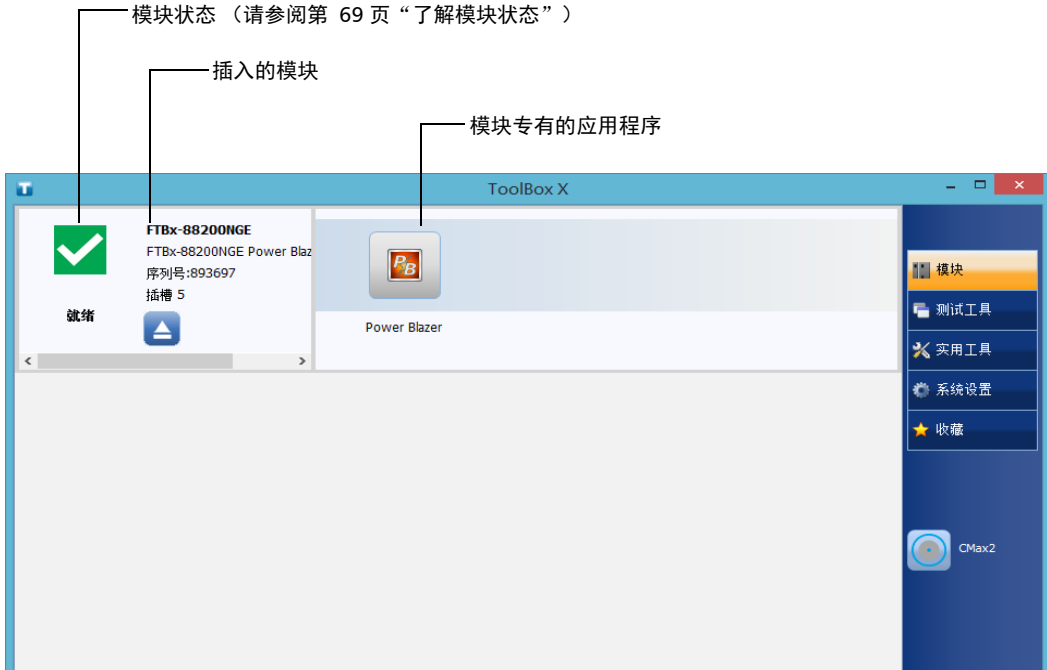 模块状态 （请参阅第 69 页“了解模块状态”）
插入的模块
模块专有的应用程序
ToolBox X
FTBx-88200NGE
FTBx-88200NGE Power Blaz
序列号:893697
插槽 5
就绪
PB
Power Blazer
模块
测试工具
实用工具
系统设置
收藏
CMax2